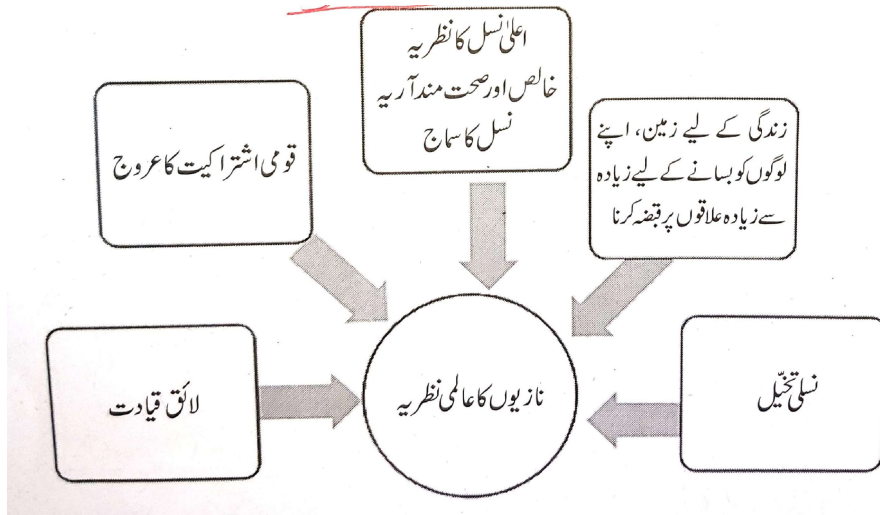 اعلیٰ نسل کا نظریہ
خالص اور صحت مند آریہ
نسل کا سماج
زندگی کے لیے زمین، اپنے
لوگوں کو بسانے کے لیے زیادہ
سے زیادہ علاقوں پر قبضہ کرنا
قومی اشتراکیت کا عروج
نسلی تخیّل
نازیوں کا عالمی نظریہ
لائق قیادت